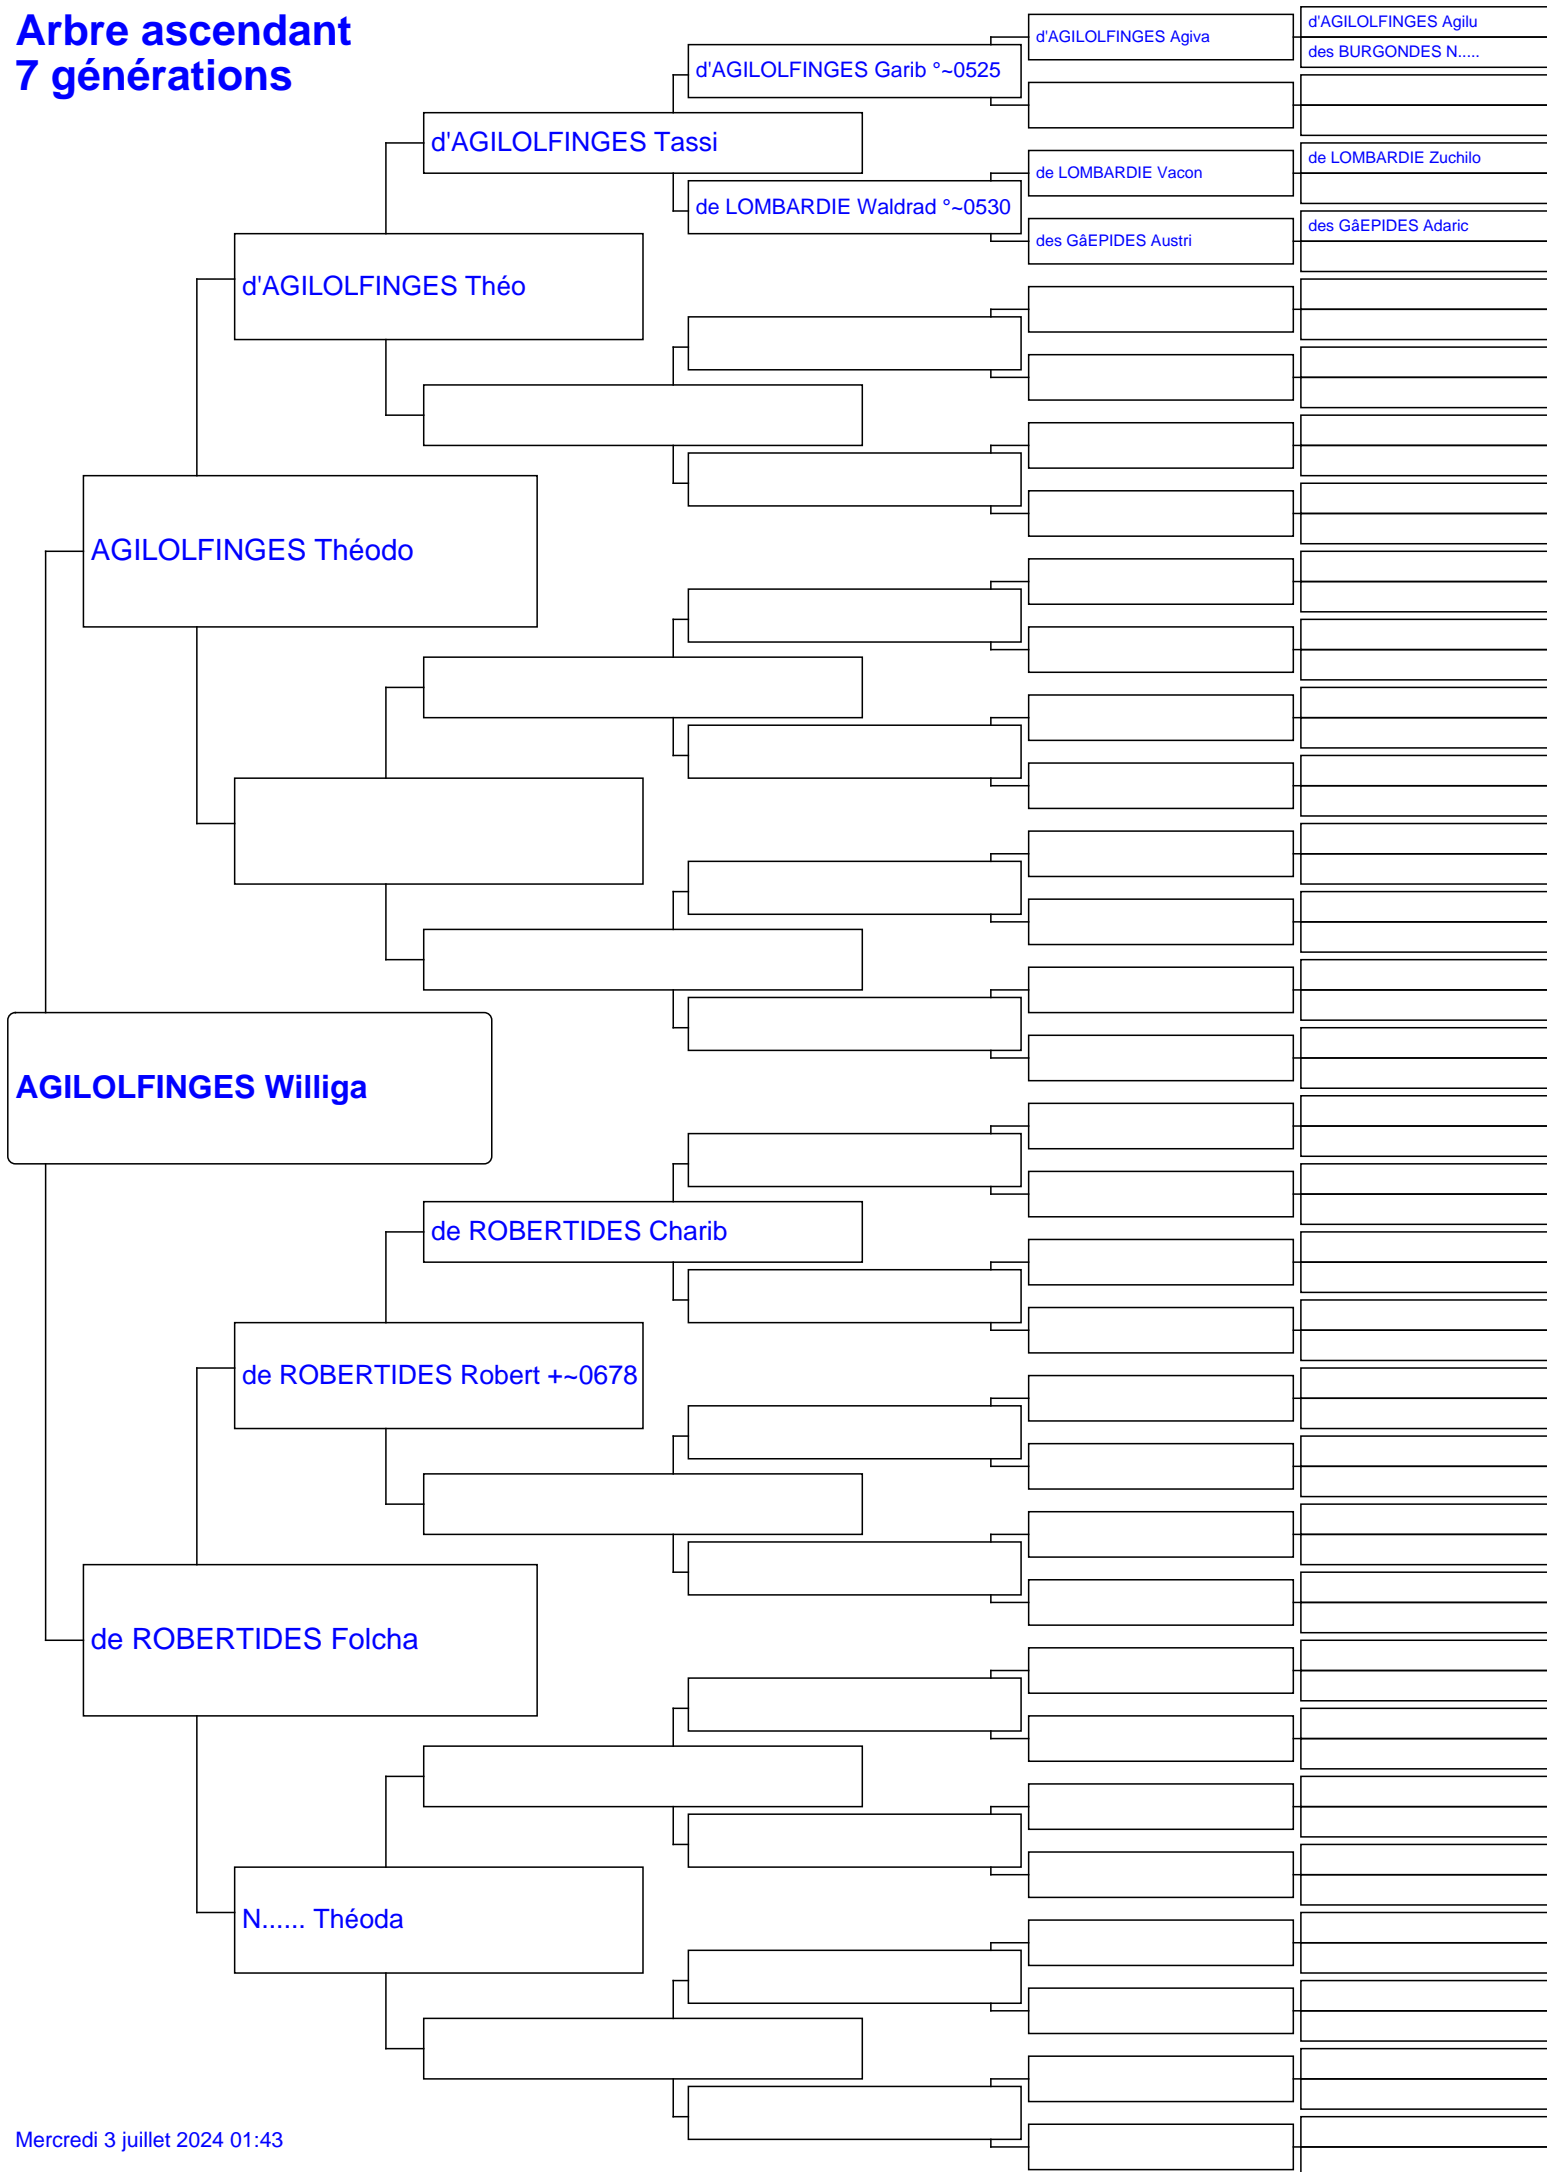 Arbre ascendant
7 générations
d'AGILOLFINGES Agilu
des BURGONDES N.....
d'AGILOLFINGES Agiva
d'AGILOLFINGES Garib °~0525
d'AGILOLFINGES Tassi
de LOMBARDIE Zuchilo
de LOMBARDIE Vacon
de LOMBARDIE Waldrad °~0530
des GâEPIDES Adaric
des GâEPIDES Austri
d'AGILOLFINGES Théo
AGILOLFINGES Théodo
AGILOLFINGES Williga
de ROBERTIDES Charib
de ROBERTIDES Robert +~0678
de ROBERTIDES Folcha
N...... Théoda
Mercredi 3 juillet 2024 01:43